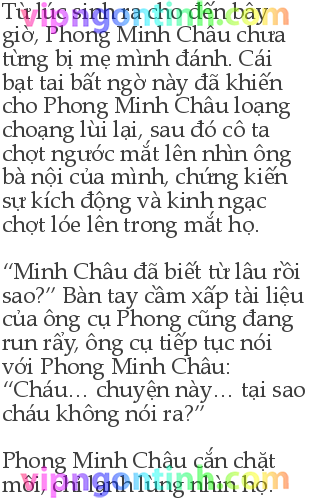 Từ lúc sinh ra cho đến bây
giờ, Phong Minh Châu chưa
từng bị mẹ mình đánh. Cái
bạt tai bất ngờ này đã khiến
cho Phong Minh Châu loạng
choạng lùi lại, sau đó cô ta
chợt ngước mắt lên nhìn ông
bà nội của mình, chứng kiến
sự kích động và kinh ngạc
chợt lóe lên trong mắt họ.
“Minh Châu đã biết từ lâu rồi
sao?” Bàn tay cầm xấp tài liệu
của ông cụ Phong cũng đang
run rẩy, ông cụ tiếp tục nói
với Phong Minh Châu:
“Cháu... chuyện này... tại sao
cháu không nói ra?”
Phong Minh Châu cắn chặt
môi, chỉ lạnh lùng nhìn họ.
vipngontinh.com
vipngontinh.com